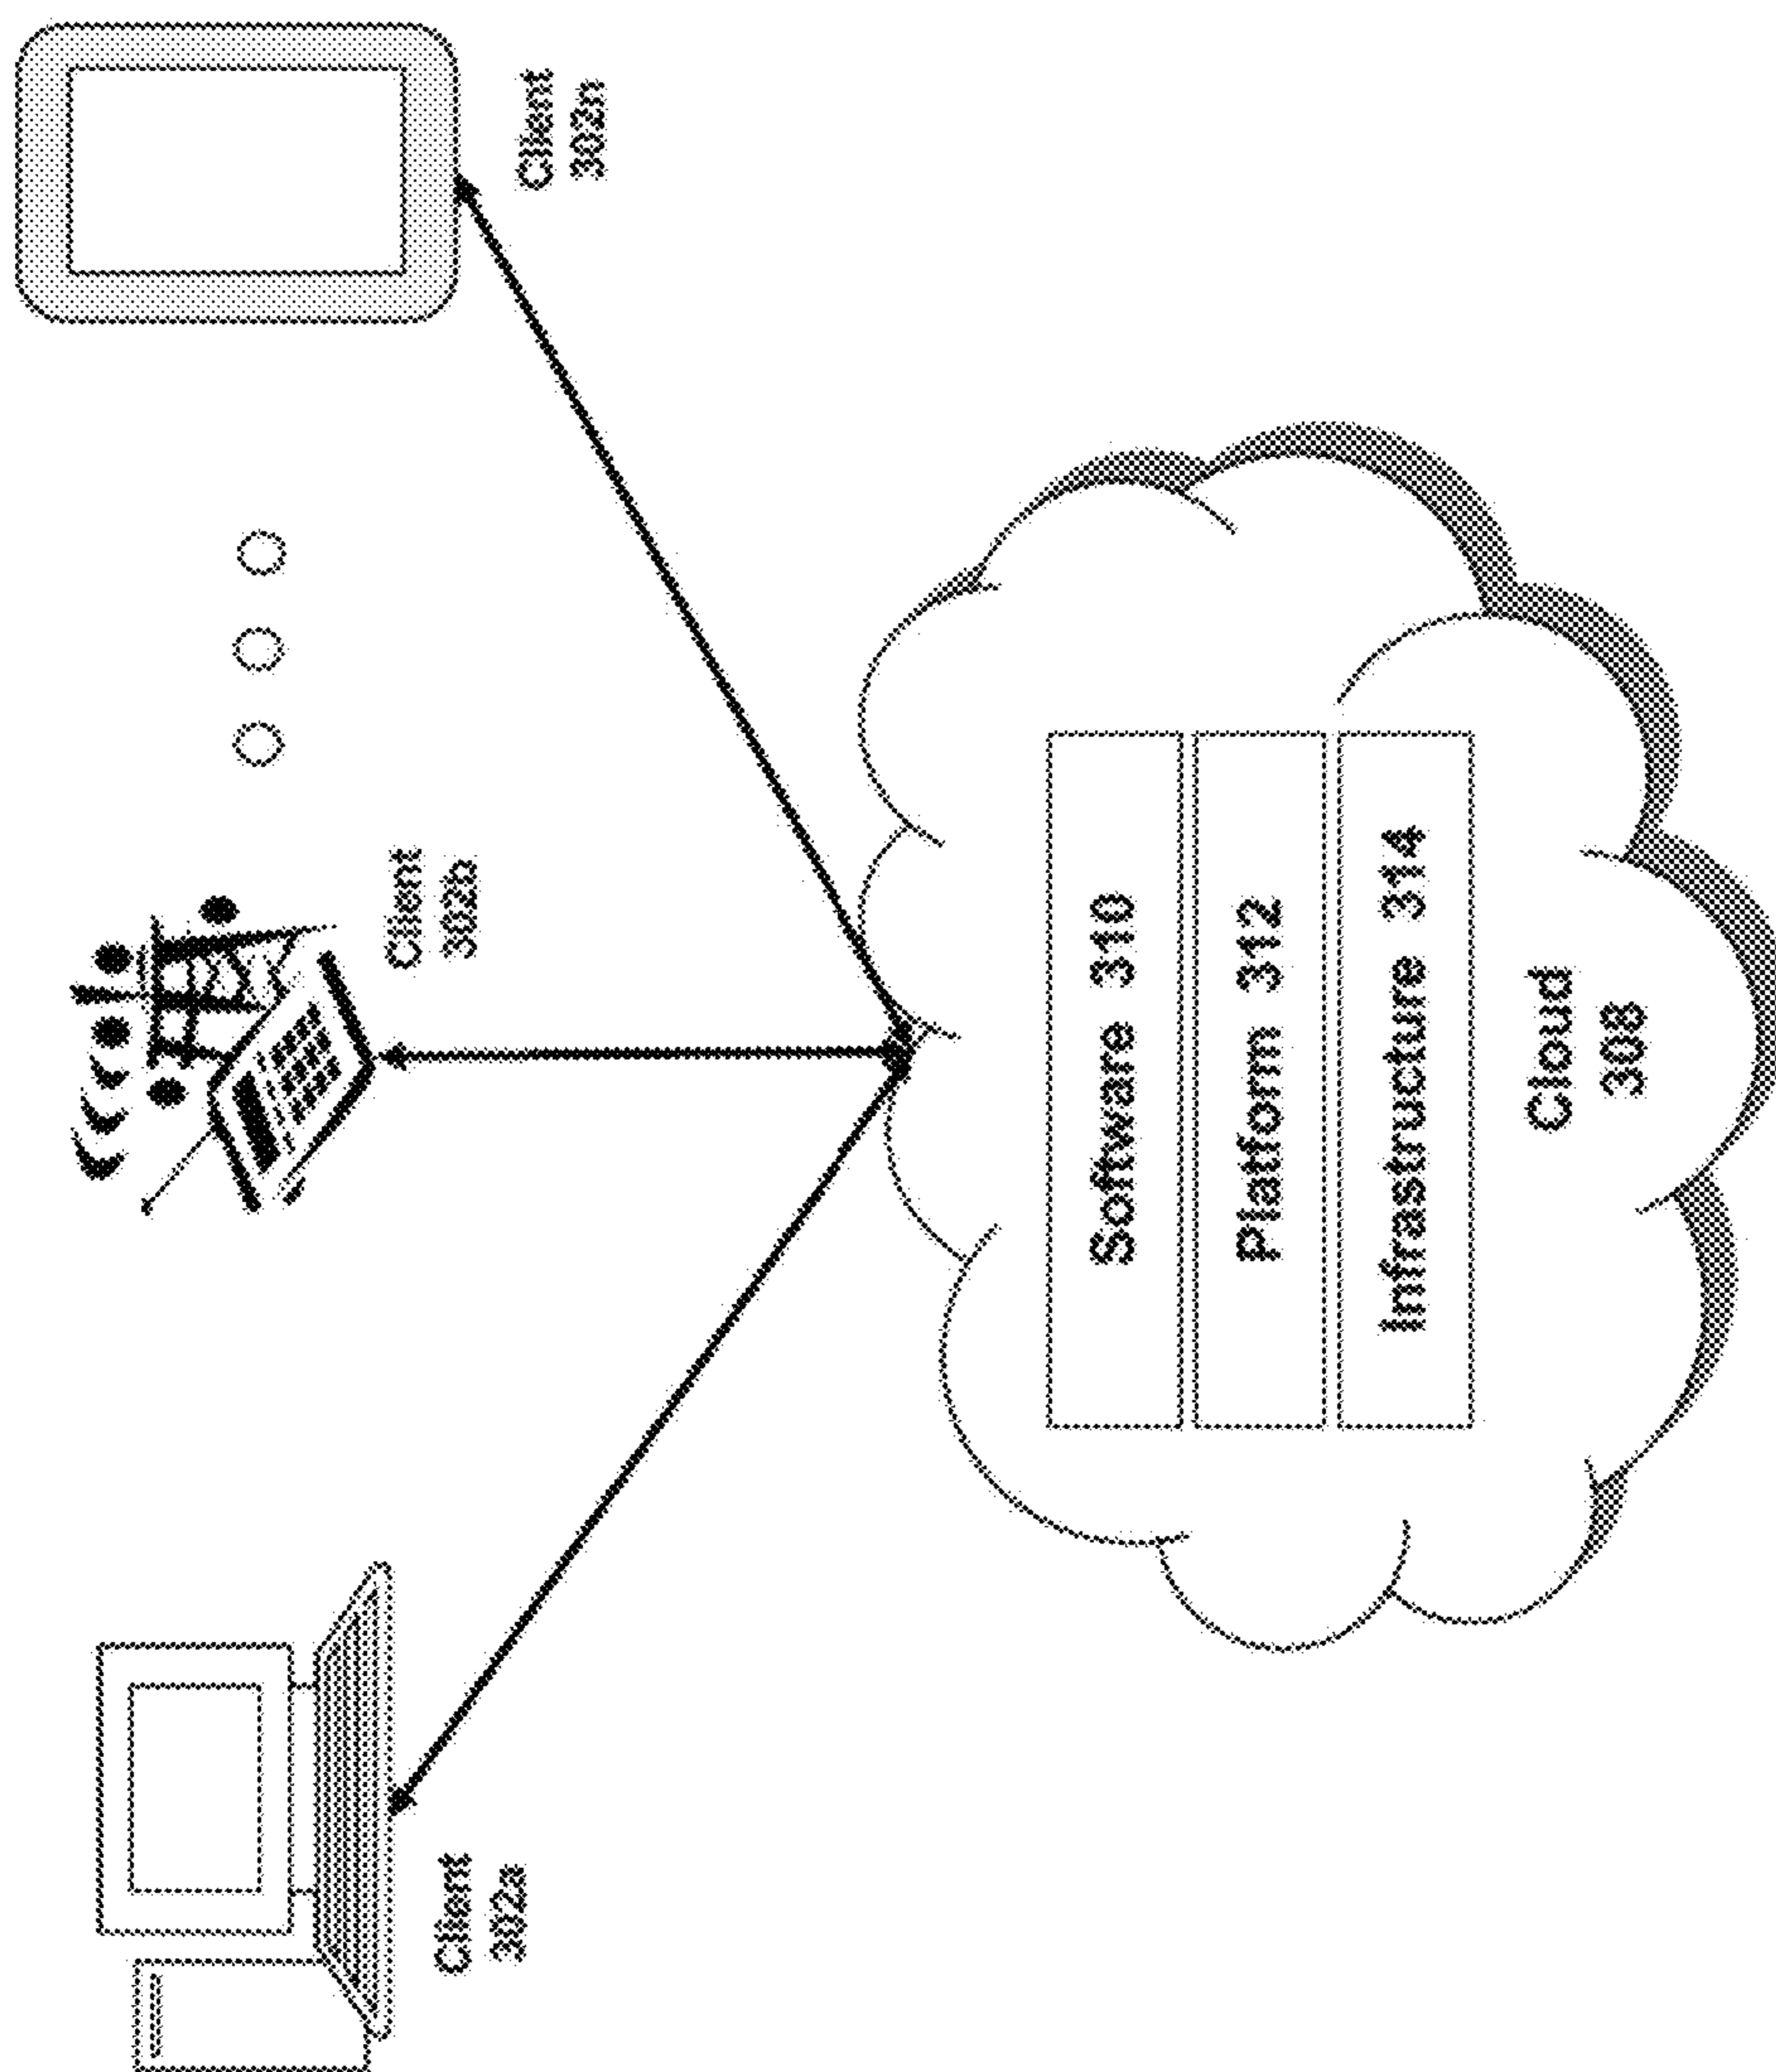 Client
302a
Client
302b
Client
302n
Software 310
Platform 312
Infrastructure 314
Cloud
308